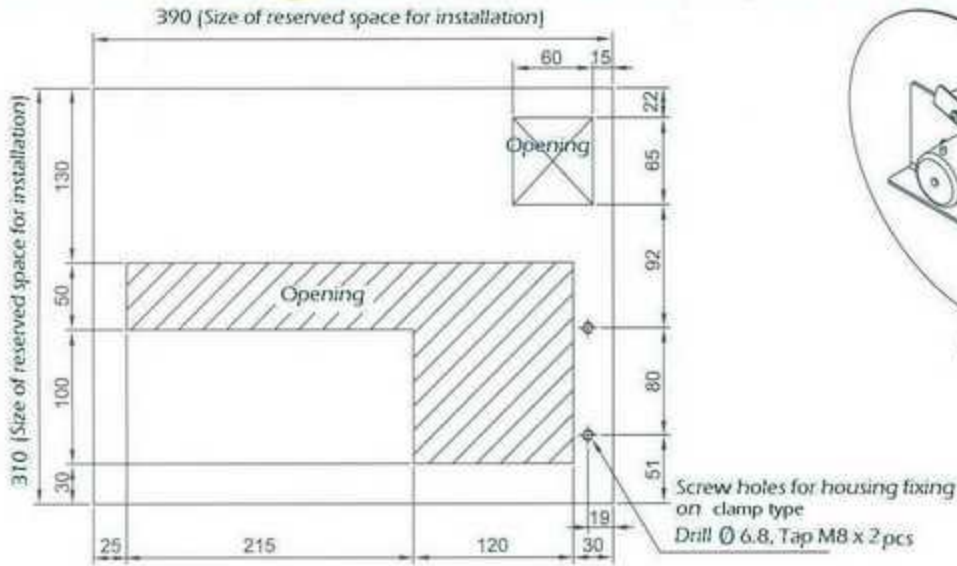 390 (Size of reserved space for installation)
60 15
22
Opening
65
130
310 (Size of reserved space for installation)
92
50
Opening
80
100
51
30
Screw holes for housing fixing
on clamp type
19
Drill Ø 6.8, Tap M8 x 2 pcs
25 215 120 30